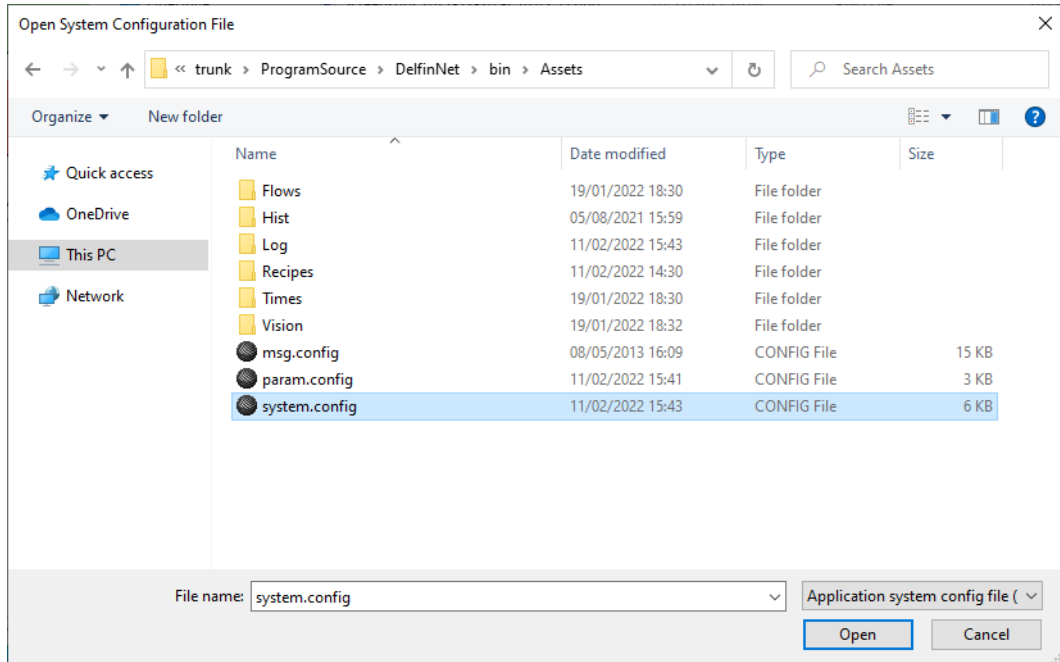 Open System Configuration File
« trunk › ProgramSource › DelfinNet › bin › Assets
Search Assets
Organize
New folder
Name Date modified Type Size
Quick access
OneDrive
This PC
Network
Flows 19/01/2022 18:30 File folder
Hist 05/08/2021 15:59 File folder
Log 11/02/2022 15:43 File folder
Recipes 11/02/2022 14:30 File folder
Times 19/01/2022 18:30 File folder
Vision 19/01/2022 18:32 File folder
msg.config 08/05/2013 16:09 CONFIG File 15 KB
param.config 11/02/2022 15:41 CONFIG File 3 KB
system.config 11/02/2022 15:43 CONFIG File 6 KB
File name: system.config
Application system config file (
Open Cancel